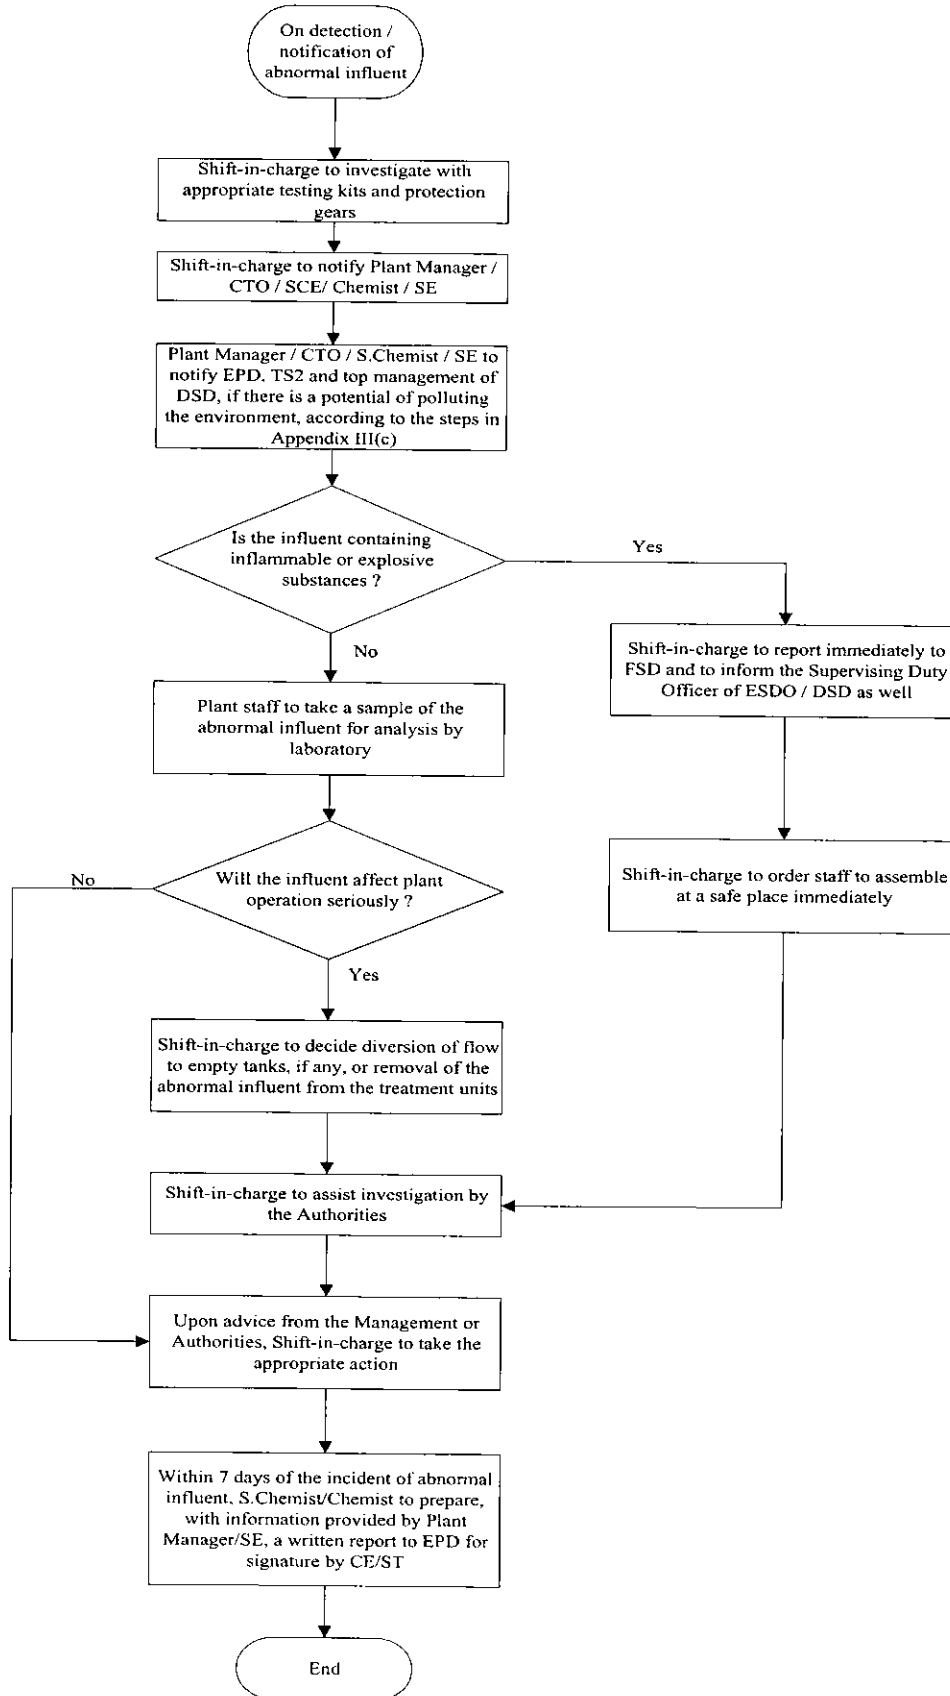 On detection /
notification of
abnormal influent
Shift-in-charge to investigate with
appropriate testing kits and protection
gears
Shift-in-charge to notify Plant Manager /
CTO / SCE/ Chemist / SE
Plant Manager / CTO / S.Chemist / SE to
notify EPD, TS2 and top management of
DSD, if there is a potential of polluting
the environment, according to the steps in
Appendix III(c)
Is the influent containing
inflammable or explosive
substances ?
Yes
No
Shift-in-charge to report immediately to
FSD and to inform the Supervising Duty
Officer of ESDO / DSD as well
Plant staff to take a sample of the
abnormal influent for analysis by
laboratory
Will the influent affect plant
operation seriously ?
No
Yes
Shift-in-charge to order staff to assemble
at a safe place immediately
Shift-in-charge to decide diversion of flow
to empty tanks, if any, or removal of the
abnormal influent from the treatment units
Shift-in-charge to assist investigation by
the Authorities
Upon advice from the Management or
Authorities, Shift-in-charge to take the
appropriate action
Within 7 days of the incident of abnormal
influent, S.Chemist/Chemist to prepare,
with information provided by Plant
Manager/SE, a written report to EPD for
signature by CE/ST
End